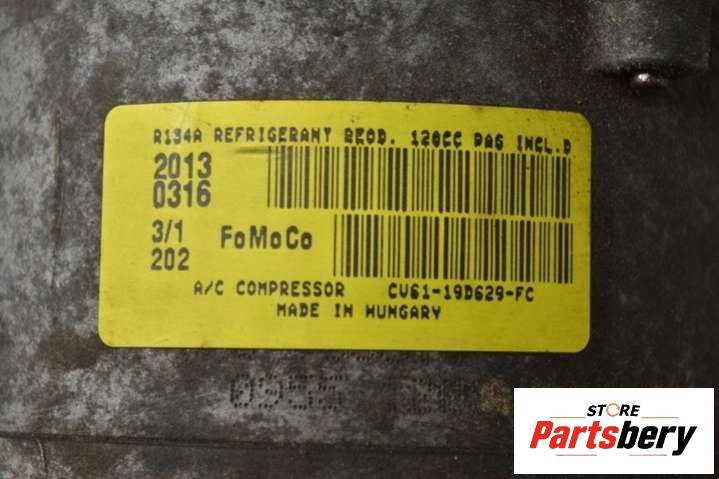 R134A REFRIGERANT REQD. 120CC PAG INCL.D
2013
0316
3/1 FoMoCo
202
A/C COMPRESSOR CV61-19D629-FC
MADE IN HUNGARY
STORE
Partsbery